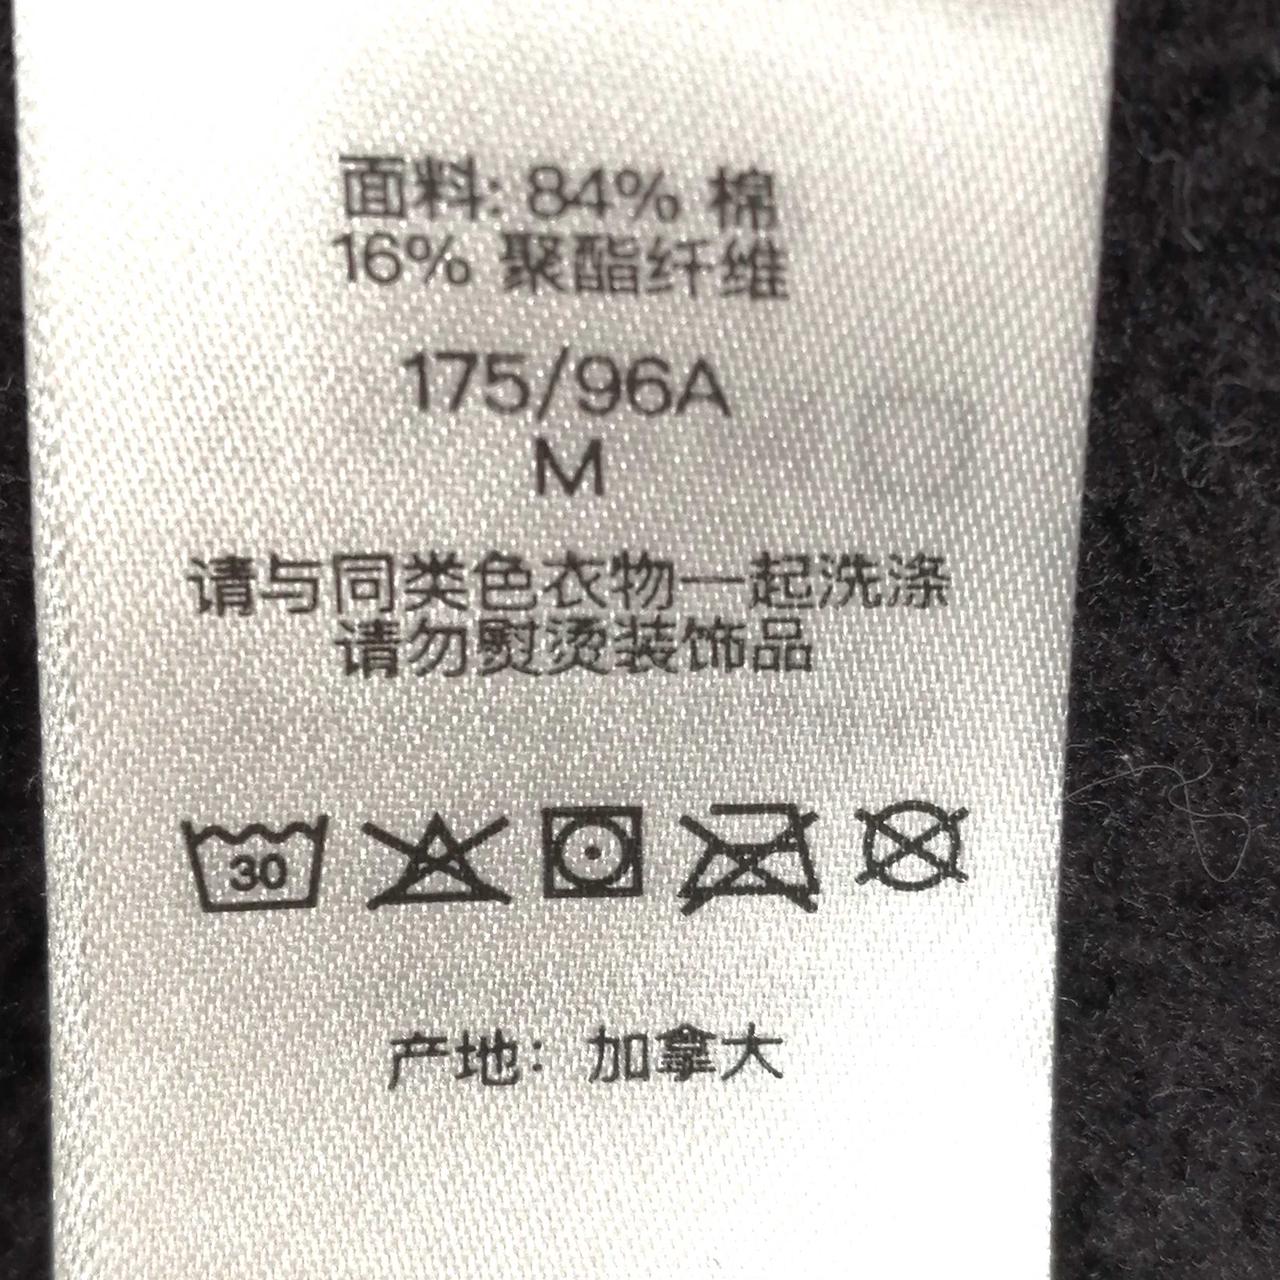 面料: 84% 棉
16% 聚酯纤维
175/96A
M
请与同类色衣物一起洗涤
请勿熨烫装饰品
30
产地: 加拿大